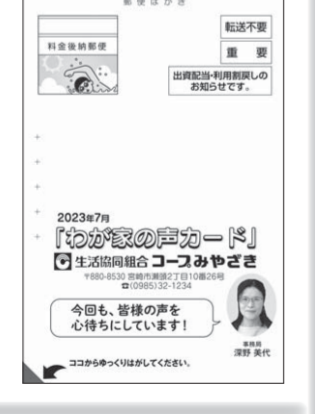 郵便はがき
転送不要
料金後納郵便
重 要
出資配当・利用割戻しの
お知らせです。
2023年7月
「わが家の声カード」
生活協同組合 コープみやざき
〒880-8530 宮崎市瀬頭2丁目10番26号
☎(0985)32-1234
今回も、皆様の声を
心待ちにしています!
事務局
深野 美代
ココからゆっくりはがしてください。